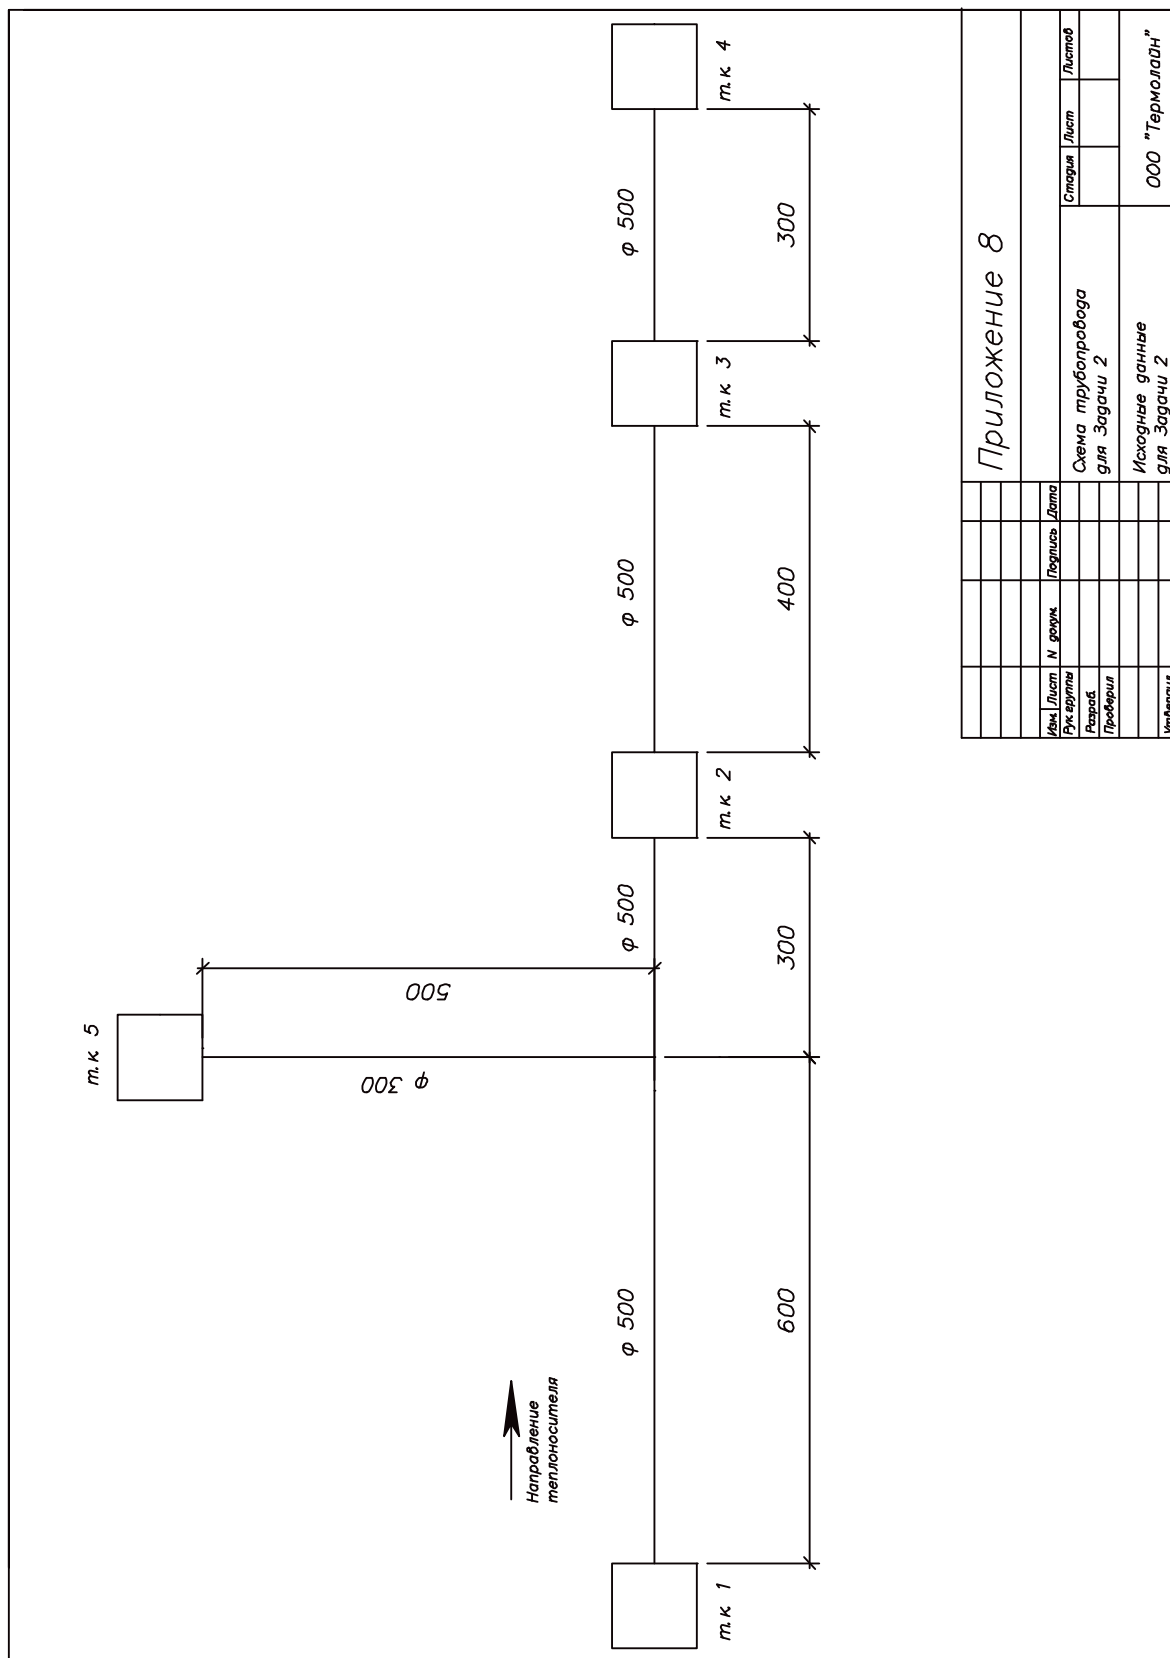 т.к. 5
500
ф 300
Направление
теплоносителя
ф 500
ф 500
ф 500
ф 500
т.к. 1
т.к. 2
т.к. 3
т.к. 4
600
300
400
300
Приложение 8
Изм. Лист N докум. Подпись Дата
Рук.группы
Разраб.
Проверил
Утвердил
Схема трубопровода
для Задачи 2
Стадия Лист Листов
Исходные данные
для Задачи 2
ООО "Термолайн"